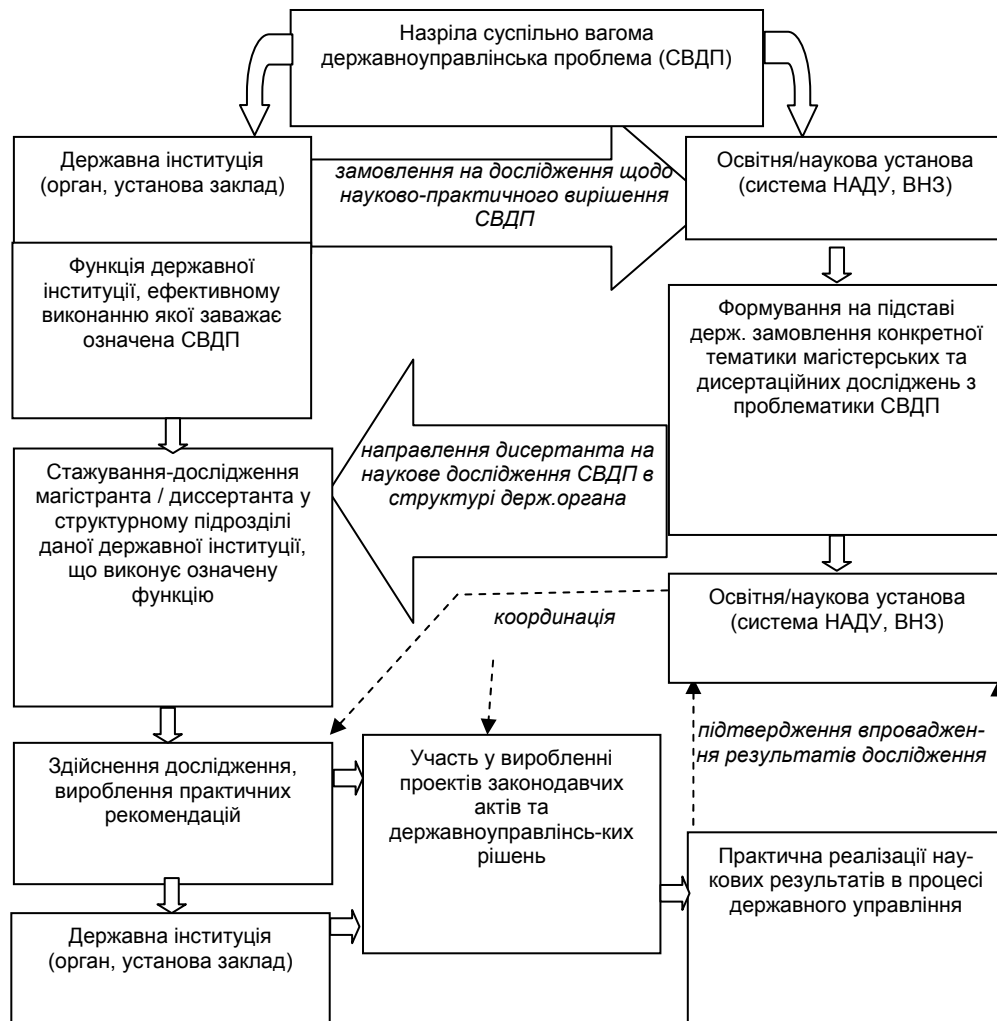 Назріла суспільно вагома
державноуправлінська проблема (СВДП)
Державна інституція
(орган, установа заклад)
замовлення на дослідження щодо
науково-практичного вирішення
СВДП
Освітня/наукова установа
(система НАДУ, ВНЗ)
Функція державної
інституції, ефективному
виконанню якої заважає
означена СВДП
Формування на підставі
держ. замовлення конкретної
тематики магістерських та
дисертаційних досліджень з
проблематики СВДП
направлення дисертанта на
наукове дослідження СВДП в
структурі держ.органа
Стажування-дослідження
магістранта / диссертанта у
структурному підрозділі
даної державної інституції,
що виконує означену
функцію
Освітня/наукова установа
(система НАДУ, ВНЗ)
координація
підтвердження впроваджен-
ня результатів дослідження
Здійснення дослідження,
вироблення практичних
рекомендацій
Участь у виробленні
проектів законодавчих
актів та
державноуправлінсь-ких
рішень
Практична реалізації нау-
кових результатів в процесі
державного управління
Державна інституція
(орган, установа заклад)